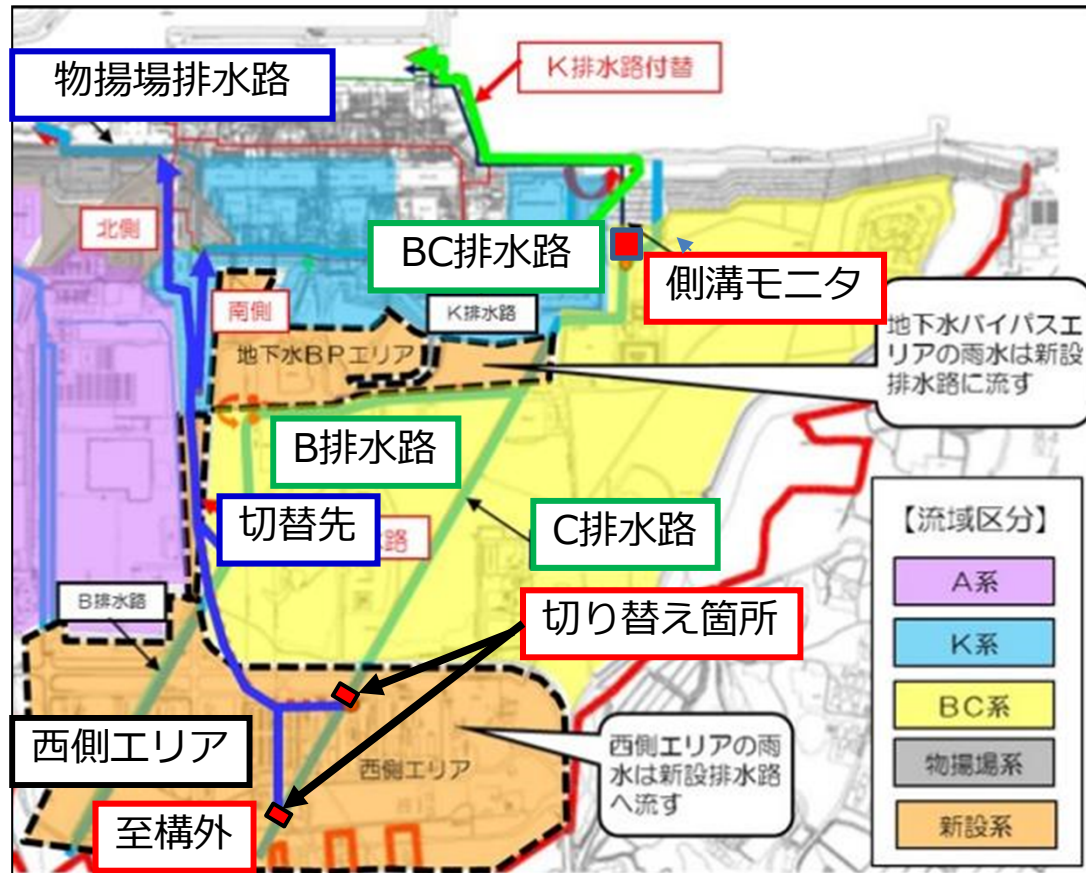 物揚場排水路
K排水路付替
北側
BC排水路
側溝モニタ
南側
K排水路
地下水BPエリア
地下水バイパスエ
リアの雨水は新設
排水路に流す
B排水路
切替先
路
C排水路
【流域区分】
A系
K系
BC系
物揚場系
新設系
B排水路
切り替え箇所
西側エリア
西側エリア
西側エリアの雨
水は新設排水路
へ流す
至構外